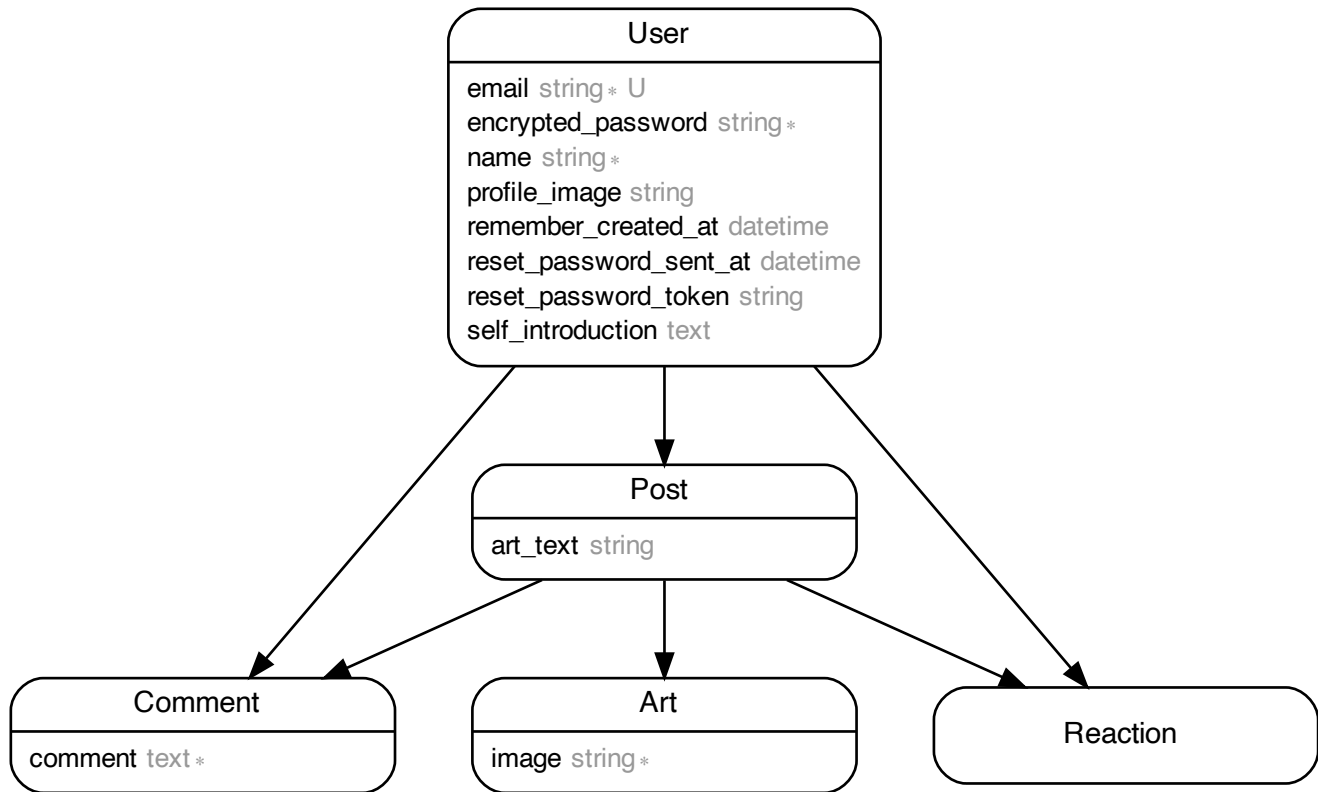 User
email string* U
encrypted_password string*
name string*
profile_image string
remember_created_at datetime
reset_password_sent_at datetime
reset_password_token string
self_introduction text
Post
art_text string
Comment
comment text*
Art
image string*
Reaction